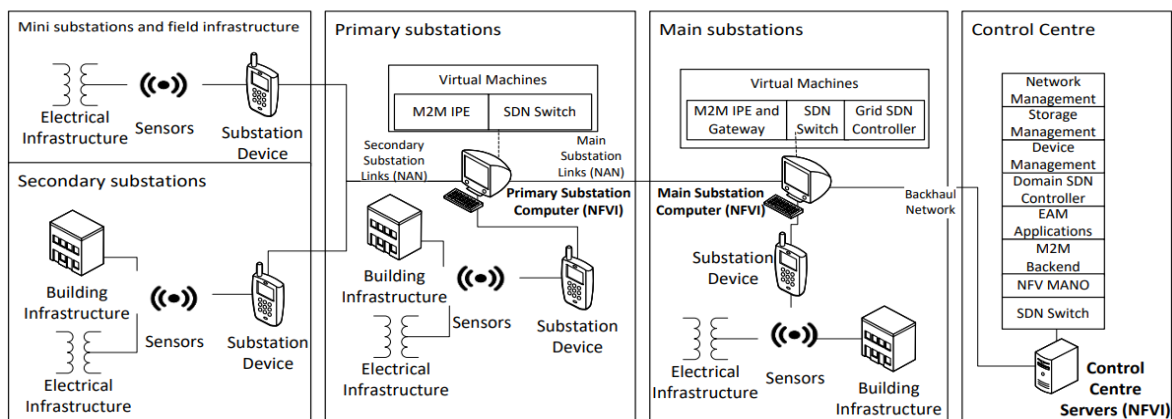 Mini substations and field infrastructure
Electrical
Infrastructure
Sensors
Substation
Device
Secondary substations
Building
Infrastructure
Sensors
Electrical
Infrastructure
Substation
Device
Primary substations
Virtual Machines
M2M IPE
SDN Switch
Secondary
Substation
Links (NAN)
Main
Substation
Links (NAN)
Primary Substation
Computer (NFVI)
Building
Infrastructure
Sensors
Electrical
Infrastructure
Substation
Device
Main substations
Virtual Machines
M2M IPE and
Gateway
SDN
Switch
Grid SDN
Controller
Main Substation
Computer (NFVI)
Backhaul
Network
Substation
Device
Electrical
Infrastructure
Sensors
Building
Infrastructure
Control Centre
Network
Management
Storage
Management
Device
Management
Domain SDN
Controller
EAM
Applications
M2M
Backend
NFV MANO
SDN Switch
Control
Centre
Servers (NFVI)